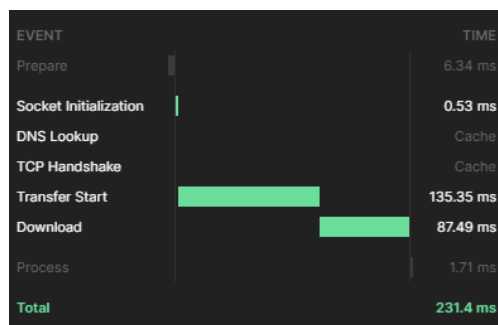 EVENT TIME
Prepare 6.34 ms
Socket Initialization 0.53 ms
DNS Lookup Cache
TCP Handshake Cache
Transfer Start 135.35 ms
Download 87.49 ms
Process 1.71 ms
Total 231.4 ms